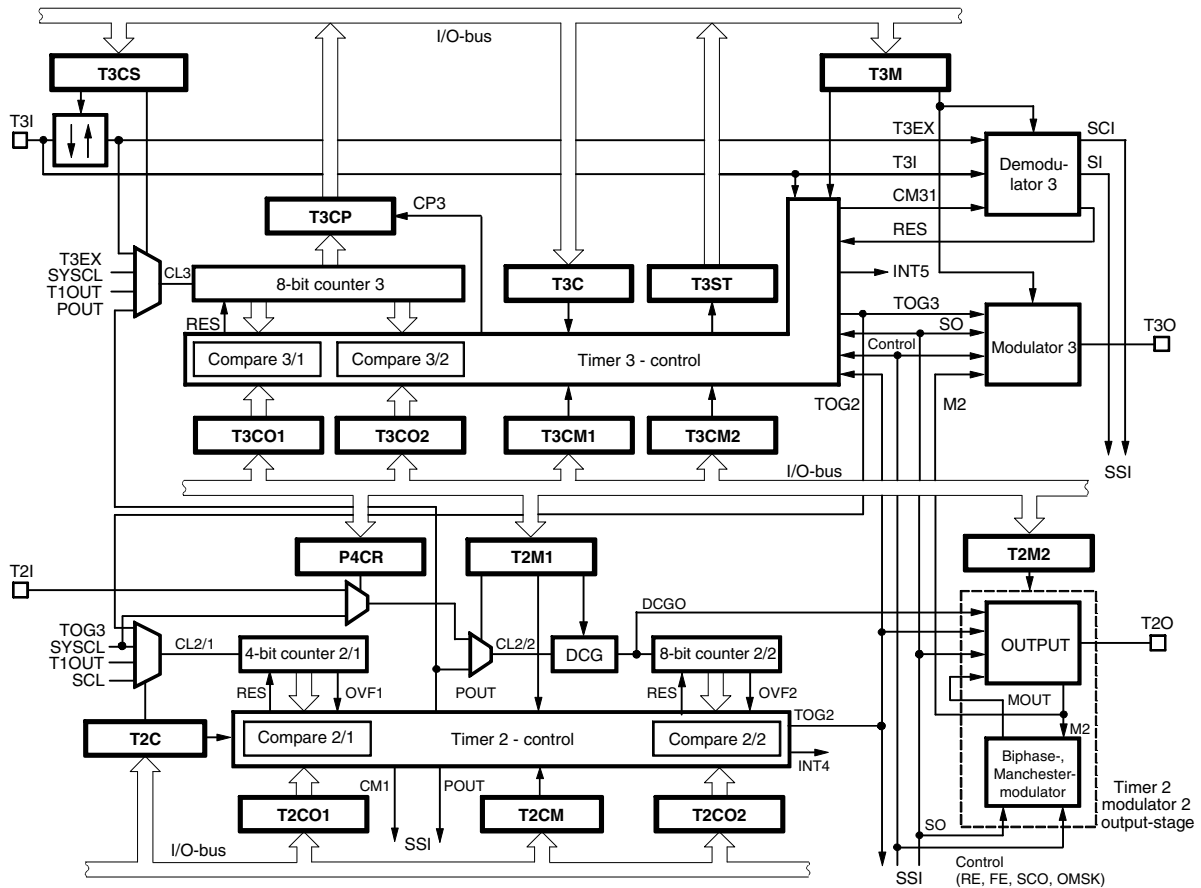 I/O-bus
T3CS
T3M
T3I
T3EX
SCI
T3I
SI
Demodu-
lator 3
CM31
T3CP
CP3
RES
T3EX
SYSCL
T1OUT
POUT
CL3
8-bit counter 3
T3C
T3ST
INT5
TOG3
RES
SO
T3O
Compare 3/1
Compare 3/2
Timer 3 - control
Control
Modulator 3
TOG2
M2
T3CO1
T3CO2
T3CM1
T3CM2
I/O-bus
SSI
P4CR
T2M1
T2M2
T2I
DCGO
TOG3
SYSCL
T1OUT
SCL
CL2/1
4-bit counter 2/1
CL2/2
DCG
8-bit counter 2/2
OUTPUT
T2O
RES
OVF1
POUT
RES
OVF2
MOUT
TOG2
M2
T2C
Compare 2/1
Timer 2 - control
Compare 2/2
INT4
Biphase-,
Manchester-
modulator
Timer 2
modulator 2
output-stage
CM1
POUT
T2CO1
T2CM
T2CO2
SSI
SO
I/O-bus
SSI
Control
(RE, FE, SCO, OMSK)